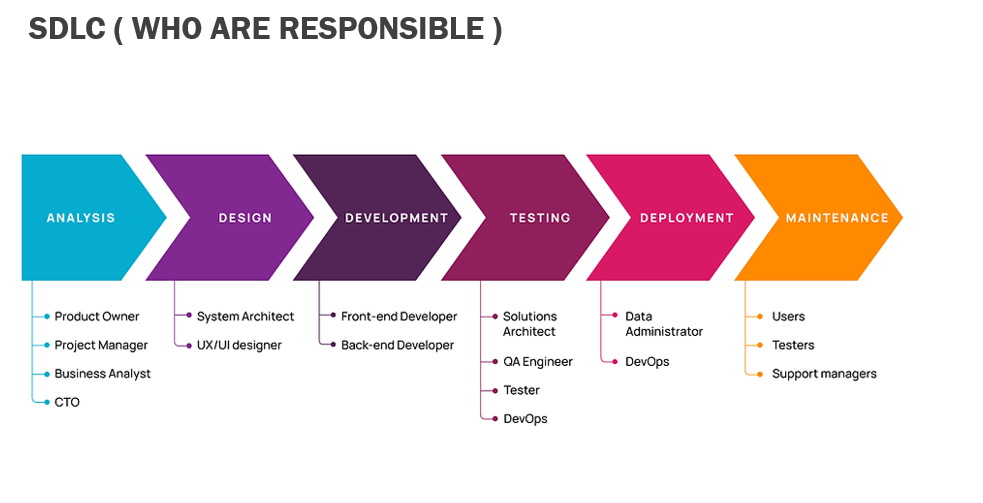 SDLC ( WHO ARE RESPONSIBLE )
ANALYSIS
DESIGN
DEVELOPMENT
TESTING
DEPLOYMENT
MAINTENANCE
Product Owner
Project Manager
Business Analyst
CTO
System Architect
UX/UI designer
Front-end Developer
Back-end Developer
Solutions
Architect
QA Engineer
Tester
DevOps
Data
Administrator
DevOps
Users
Testers
Support managers